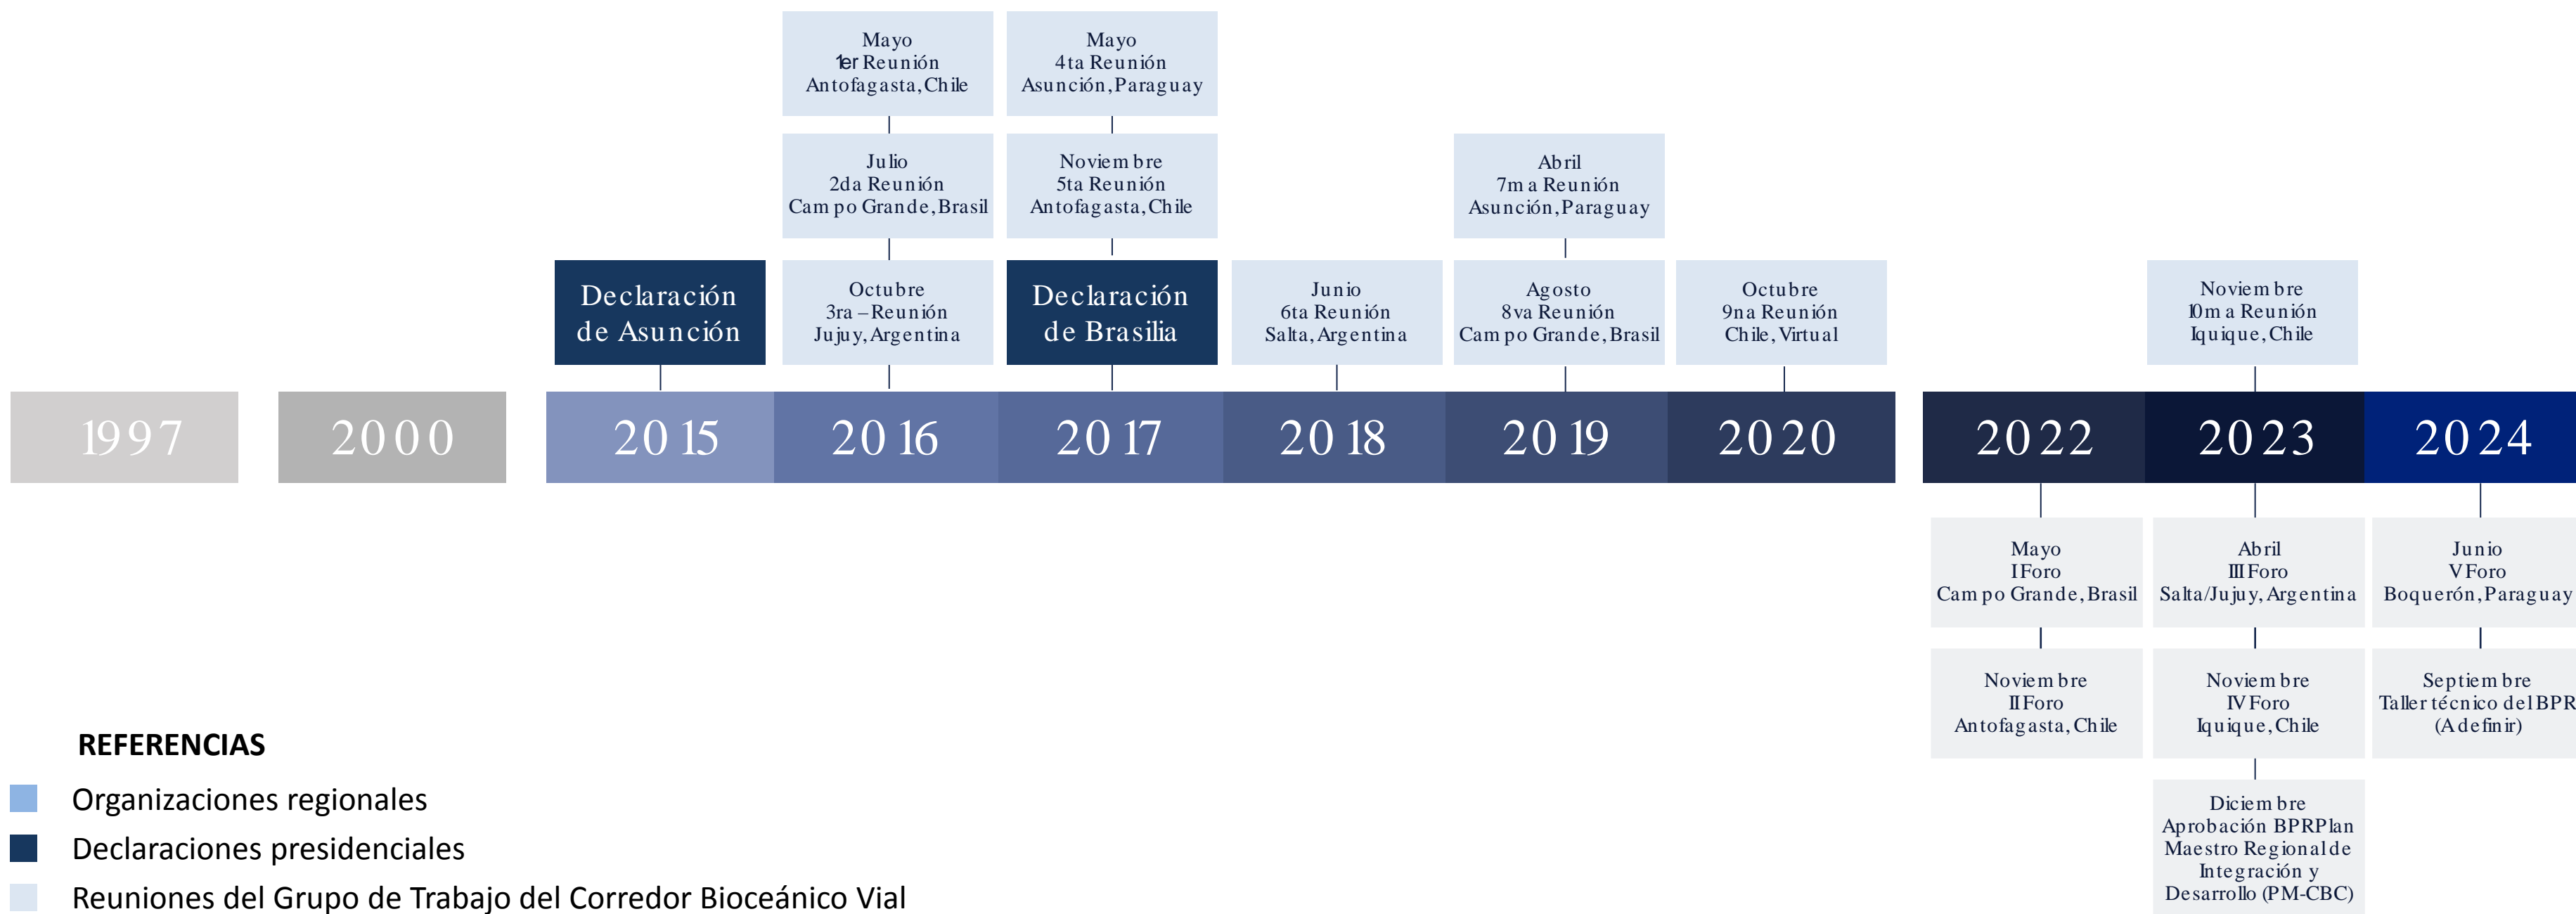 Mayo
1er Reunión
Antofagasta, Chile
Julio
2da Reunión
Campo Grande, Brasil
Octubre
3ra – Reunión
Jujuy, Argentina
Mayo
4ta Reunión
Asunción, Paraguay
Noviembre
5ta Reunión
Antofagasta, Chile
Declaración
de Asunción
Declaración
de Brasilia
Junio
6ta Reunión
Salta, Argentina
Abril
7ma Reunión
Asunción, Paraguay
Agosto
8va Reunión
Campo Grande, Brasil
Octubre
9na Reunión
Chile, Virtual
Noviembre
10ma Reunión
Iquique, Chile
1997
2000
2015
2016
2017
2018
2019
2020
2022
2023
2024
Mayo
I Foro
Campo Grande, Brasil
Noviembre
II Foro
Antofagasta, Chile
Abril
III Foro
Salta/Jujuy, Argentina
Noviembre
IV Foro
Iquique, Chile
Diciembre
Aprobación BPR Plan
Maestro Regional de
Integración y
Desarrollo (PM-CBC)
Junio
V Foro
Boquerón, Paraguay
Septiembre
Taller técnico del BPR
(A definir)
REFERENCIAS
Organizaciones regionales
Declaraciones presidenciales
Reuniones del Grupo de Trabajo del Corredor Bioceánico Vial